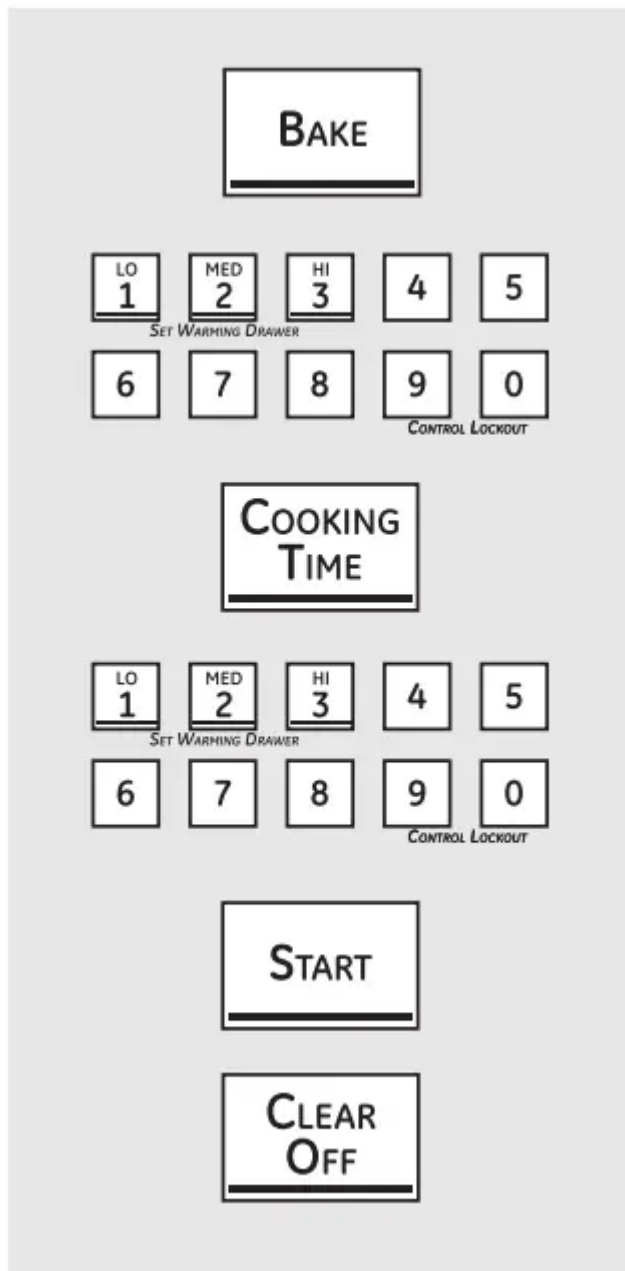 BAKE
LO MED HI
1 2 3 4 5
SET WARMING DRAWER
6 7 8 9 0
CONTROL LOCKOUT
COOKING
TIME
LO MED HI
1 2 3 4 5
SET WARMING DRAWER
6 7 8 9 0
CONTROL LOCKOUT
START
CLEAR
OFF